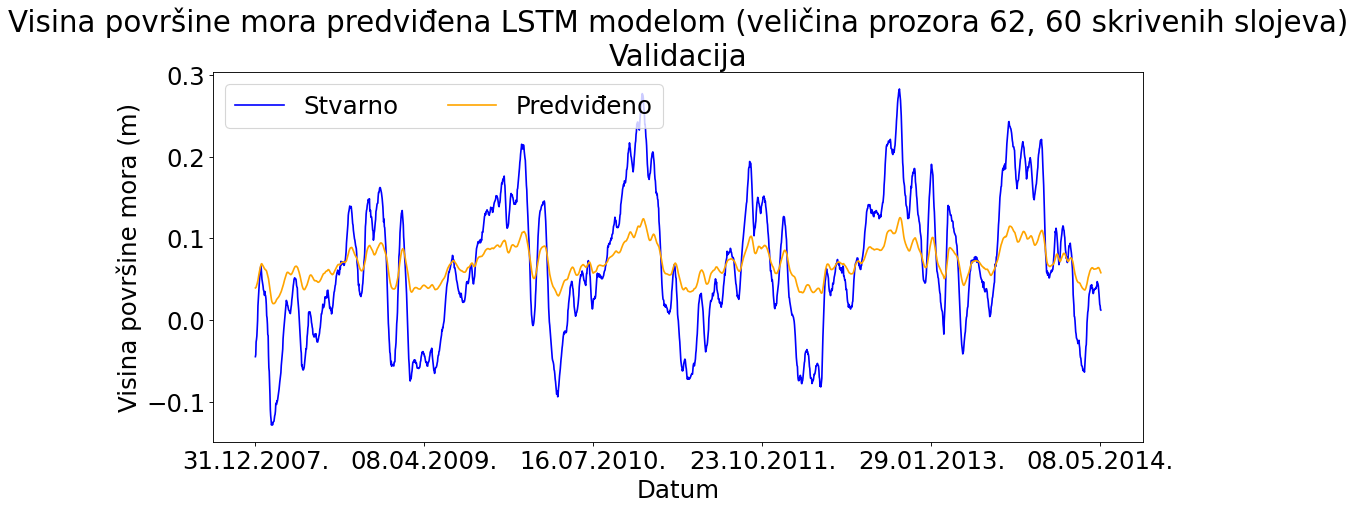 Visina površine mora predviđena LSTM modelom (veličina prozora 62, 60 skrivenih slojeva)
Validacija
Stvarno Predviđeno
Visina površine mora (m)
0.3
0.2
0.1
0.0
−0.1
31.12.2007. 08.04.2009. 16.07.2010. 23.10.2011. 29.01.2013. 08.05.2014.
Datum